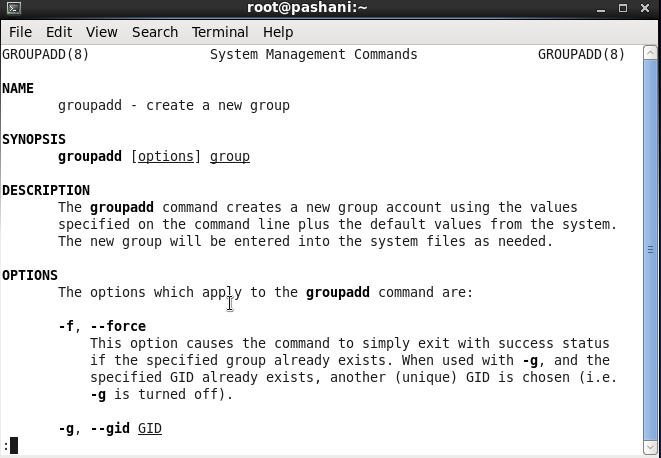 root@pashani:~
File Edit View Search Terminal Help
GROUPADD(8) System Management Commands GROUPADD(8)
NAME
groupadd - create a new group
SYNOPSIS
groupadd [options] group
DESCRIPTION
The groupadd command creates a new group account using the values
specified on the command line plus the default values from the system.
The new group will be entered into the system files as needed.
OPTIONS
The options which apply to the groupadd command are:
-f, --force
This option causes the command to simply exit with success status
if the specified group already exists. When used with -g, and the
specified GID already exists, another (unique) GID is chosen (i.e.
-g is turned off).
-g, --gid GID
: